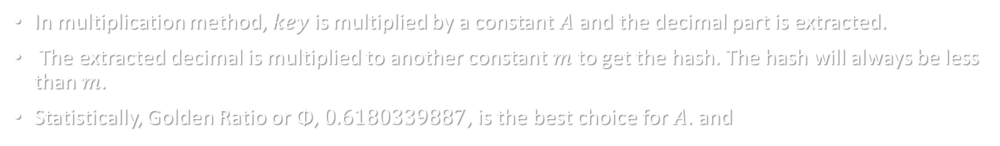 • In multiplication method, key is multiplied by a constant A and the decimal part is extracted.
• The extracted decimal is multiplied to another constant m to get the hash. The hash will always be less
than m.
• Statistically, Golden Ratio or Φ, 0.6180339887, is the best choice for A. and